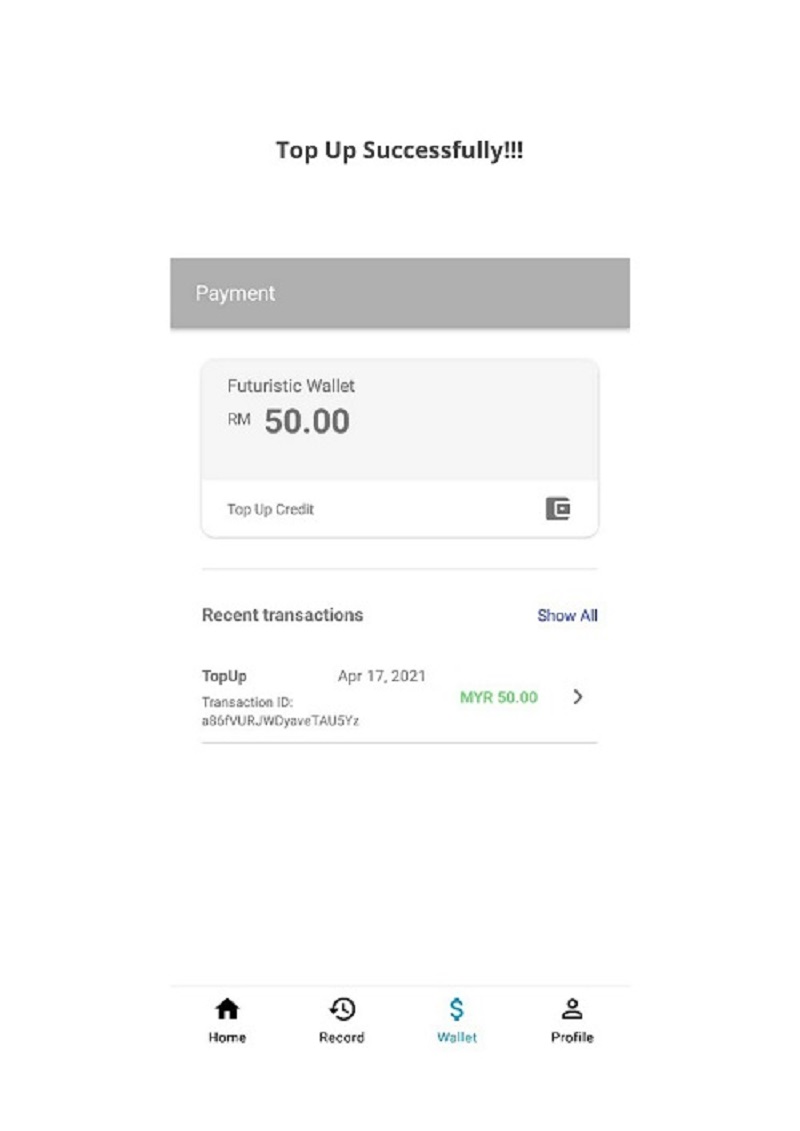 Top Up Successfully!!!
Payment
Futuristic Wallet
RM 50.00
Top Up Credit
Recent transactions Show All
TopUp Apr 17, 2021
MYR 50.00
Transaction ID:
a86fVURJWDyaveTAU5Yz
Home Record Wallet Profile